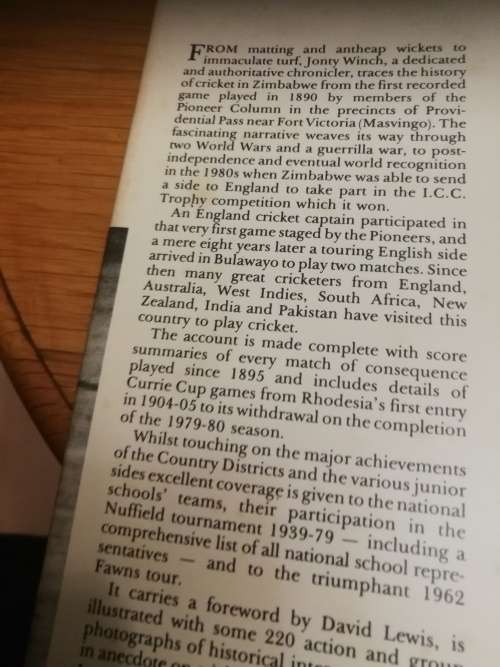 FROM matting and antheap wickets to
immaculate turf, Jonty Winch, a dedicated
and authoritative chronicler, traces the history
of cricket in Zimbabwe from the first recorded
game played in 1890 by members of the
Pioneer Column in the precincts of Provi-
dential Pass near Fort Victoria (Masvingo). The
fascinating narrative weaves its way through
two World Wars and a guerrilla war, to post-
independence and eventual world recognition
in the 1980s when Zimbabwe was able to send
a side to England to take part in the I.C.C.
Trophy competition which it won.
An England cricket captain participated in
that very first game staged by the Pioneers, and
a mere eight years later a touring English side
arrived in Bulawayo to play two matches. Since
then many great cricketers from England,
Australia, West Indies, South Africa, New
Zealand, India and Pakistan have visited this
country to play cricket.
The account is made complete with score
summaries of every match of consequence
played since 1895 and includes details of
Currie Cup games from Rhodesia's first entry
in 1904-05 to its withdrawal on the completion
of the 1979-80 season.
Whilst touching on the major achievements
of the Country Districts and the various junior
sides excellent coverage is given to the national
schools' teams, their participation in the
Nuffield tournament 1939-79 — including a
comprehensive list of all national school repre-
sentatives — and to the triumphant 1962
Fawns tour.
It carries a foreword by David Lewis, is
illustrated with some 220 action and group
photographs of historical
in anecdote